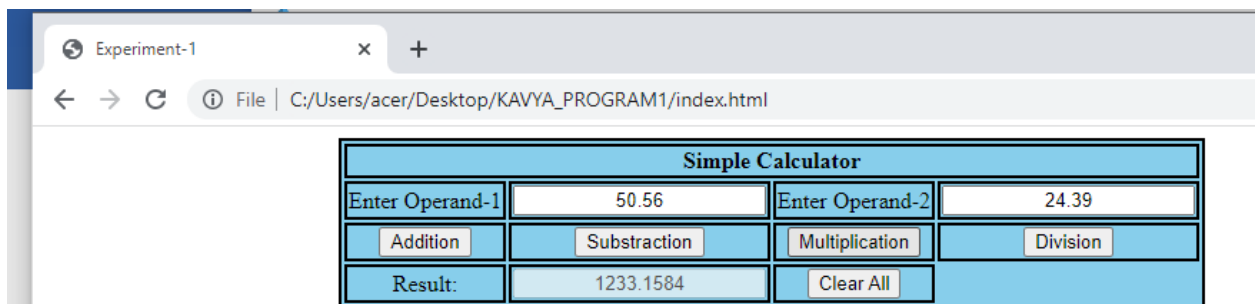 Experiment-1
File C:/Users/acer/Desktop/KAVYA_PROGRAM1/index.html
Simple Calculator
Enter Operand-1 50.56 Enter Operand-2 24.39
Addition Substraction Multiplication Division
Result: 1233.1584 Clear All